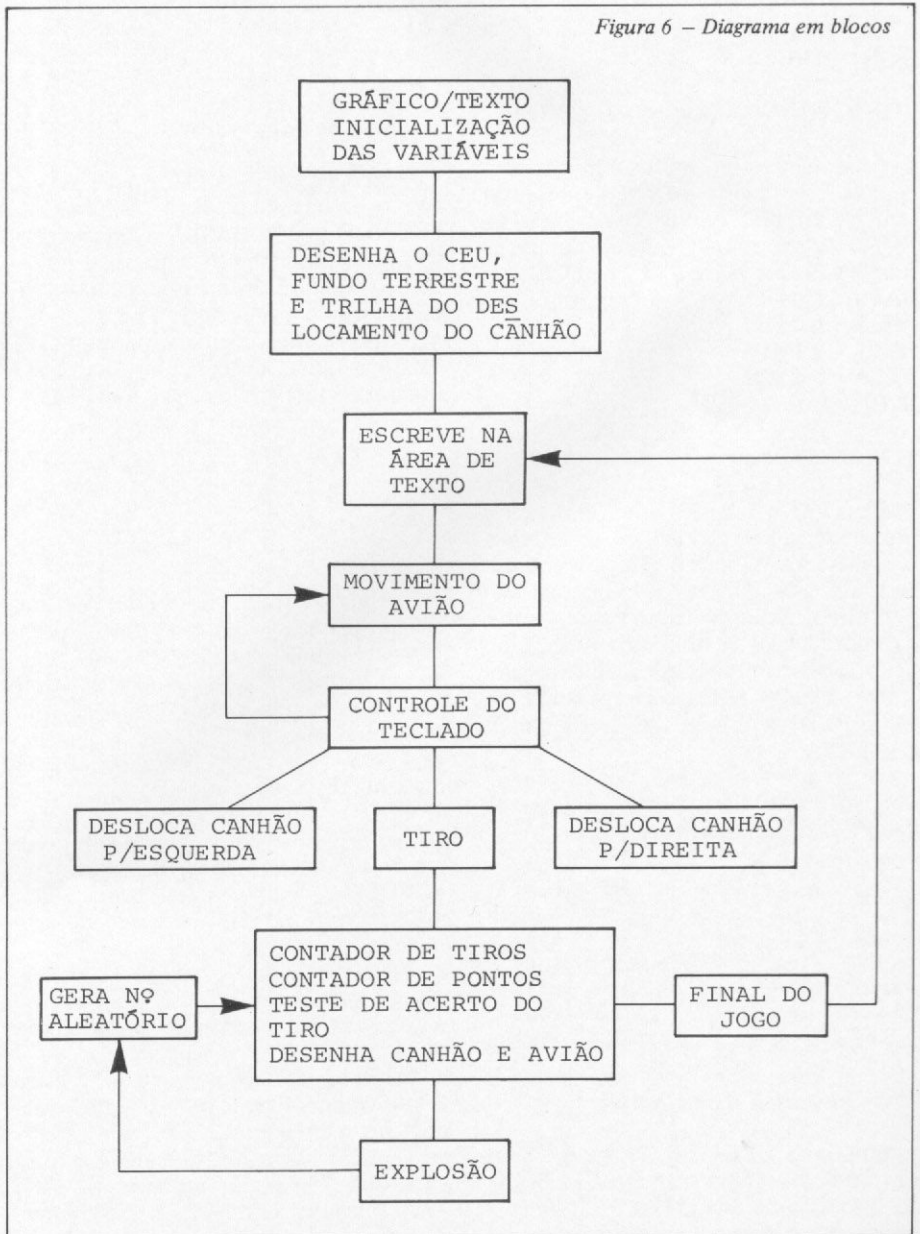 Figura 6 – Diagrama em blocos
GRÁFICO/TEXTO
INICIALIZAÇÃO
DAS VARIÁVEIS
DESENHA O CEU,
FUNDO TERRESTRE
E TRILHA DO DES
LOCAMENTO DO CANHÃO
ESCREVE NA
ÁREA DE
TEXTO
MOVIMENTO DO
AVIÃO
CONTROLE DO
TECLADO
DESLOCA CANHÃO
P/ESQUERDA
TIRO
DESLOCA CANHÃO
P/DIREITA
CONTADOR DE TIROS
CONTADOR DE PONTOS
TESTE DE ACERTO DO
TIRO
DESENHA CANHÃO E AVIÃO
GERA Nº
ALEATÓRIO
FINAL DO
JOGO
EXPLOSÃO